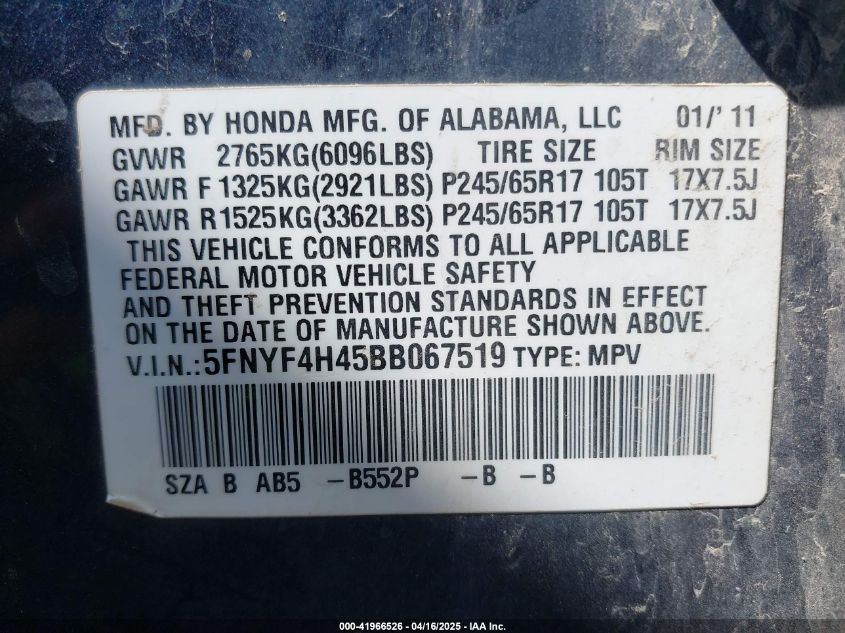 MFD. BY HONDA MFG. OF ALABAMA, LLC 01/'11
GVWR 2765KG(6096LBS) TIRE SIZE RIM SIZE
GAWR F 1325KG(2921LBS) P245/65R17 105T 17X7.5J
GAWR R 1525KG(3362LBS) P245/65R17 105T 17X7.5J
THIS VEHICLE CONFORMS TO ALL APPLICABLE
FEDERAL MOTOR VEHICLE SAFETY
AND THEFT PREVENTION STANDARDS IN EFFECT
ON THE DATE OF MANUFACTURE SHOWN ABOVE.
V.I.N.: 5FNYF4H45BB067519 TYPE: MPV
SZA B AB5 -B552P -B -B
000-41966526 - 04/16/2025 - IAA Inc.